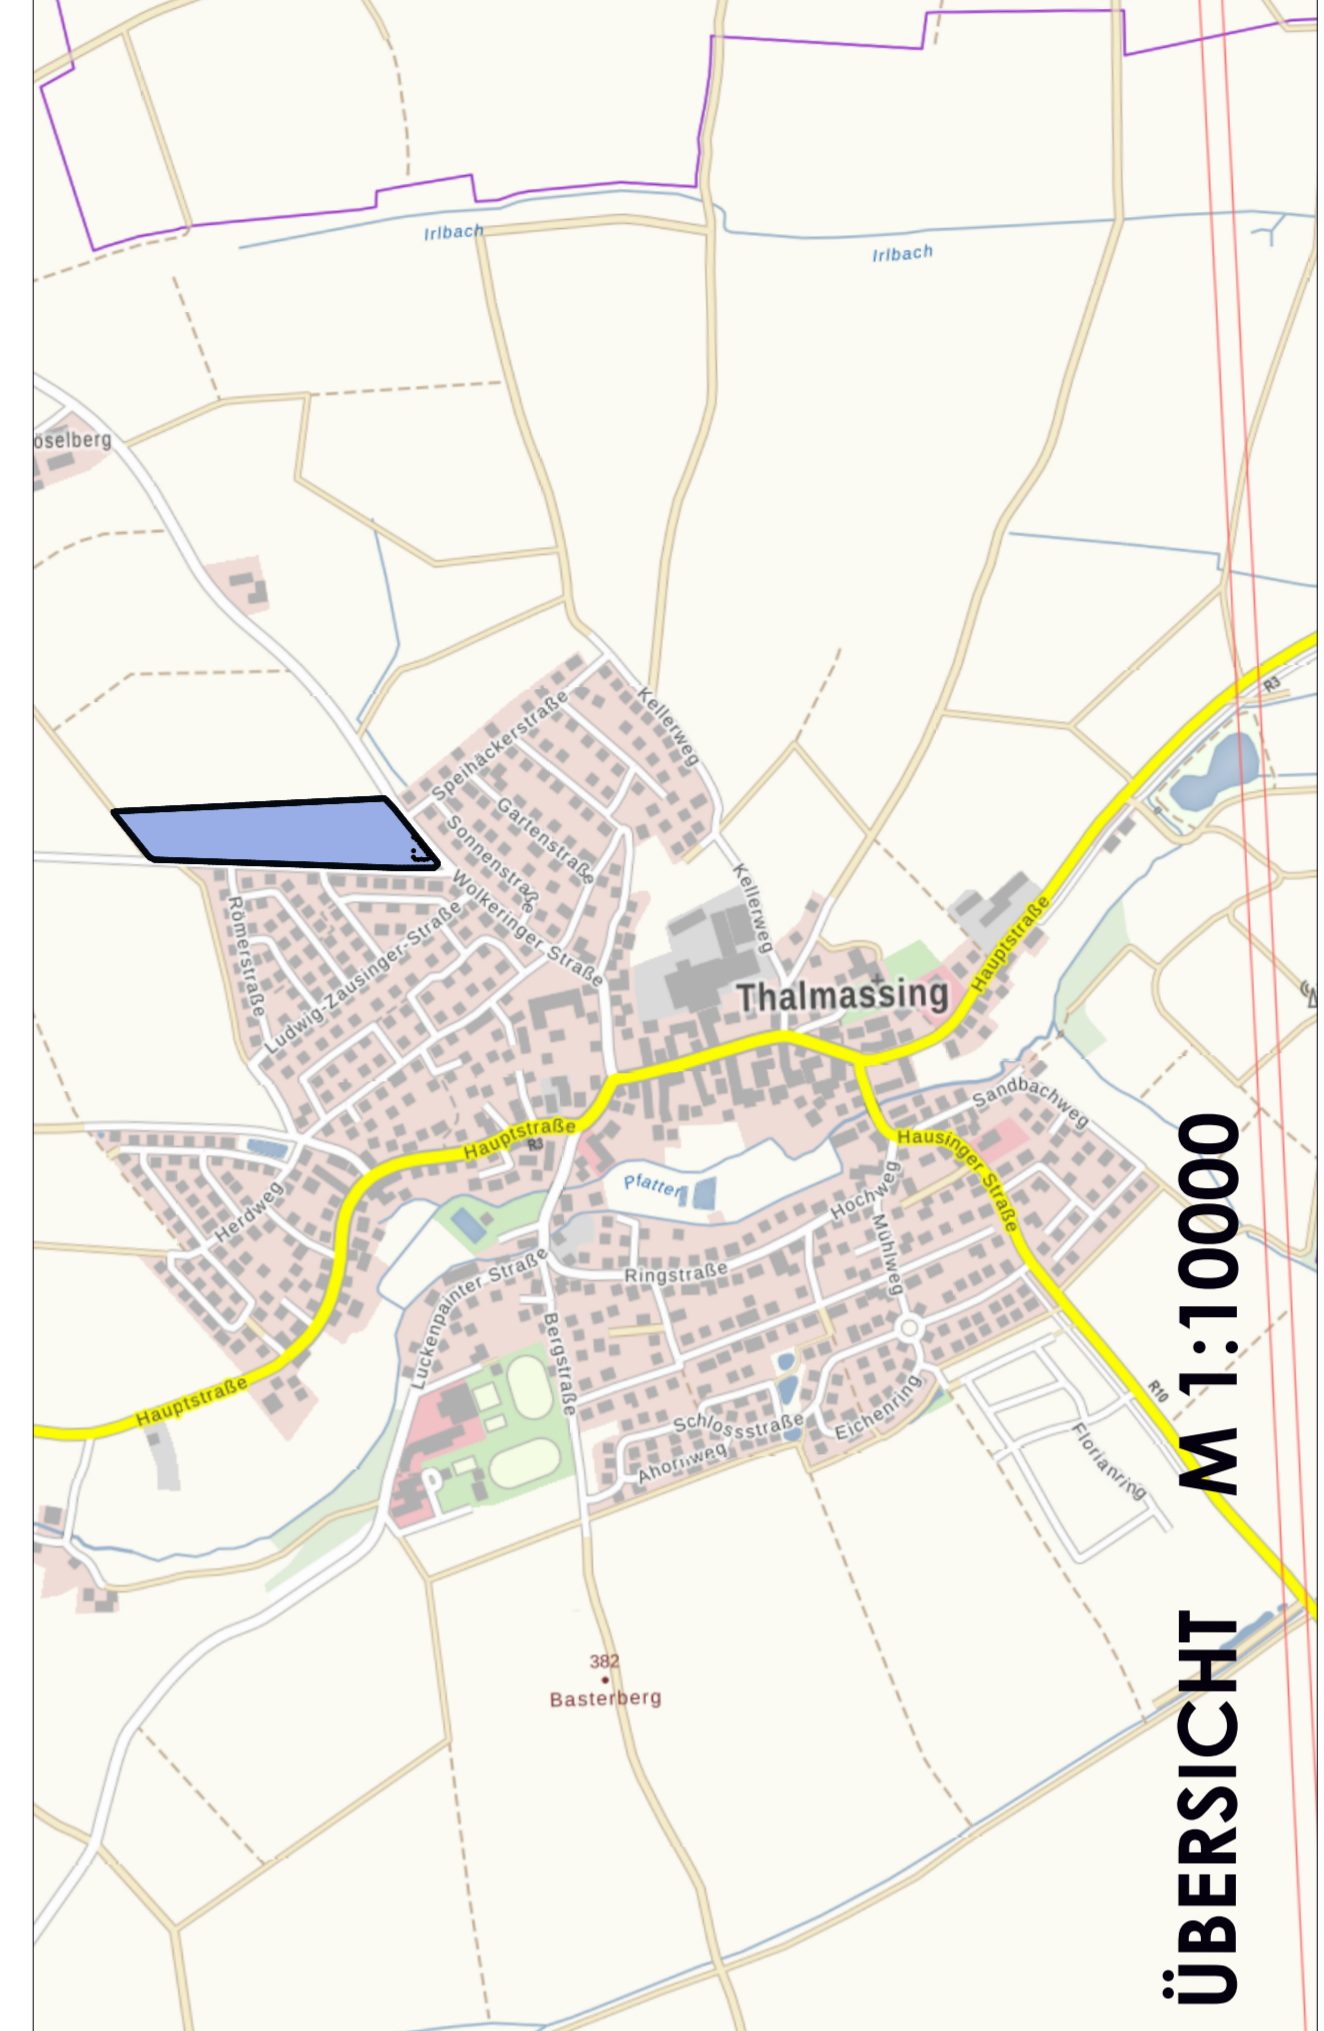 Irlbach
Irlbach
öselberg
Kellerweg
R3
Speihäckerstraße
Gartenstraße
Sonnenstraße
Wolkeringer Straße
Kellerweg
Römerstraße
Ludwig-Zausinger-Straße
Hauptstraße
Thalmassing
Sandbachweg
Hauptstraße
R3
Hausinger Straße
Pfatter
Hochweg
Herdweg
Mühlweg
Luckenpainter Straße
Ringstraße
Bergstraße
Hauptstraße
Schlossstraße
Eichenring
Ahornweg
R10
Florianring
382
Basterberg
ÜBERSICHT M 1:10000